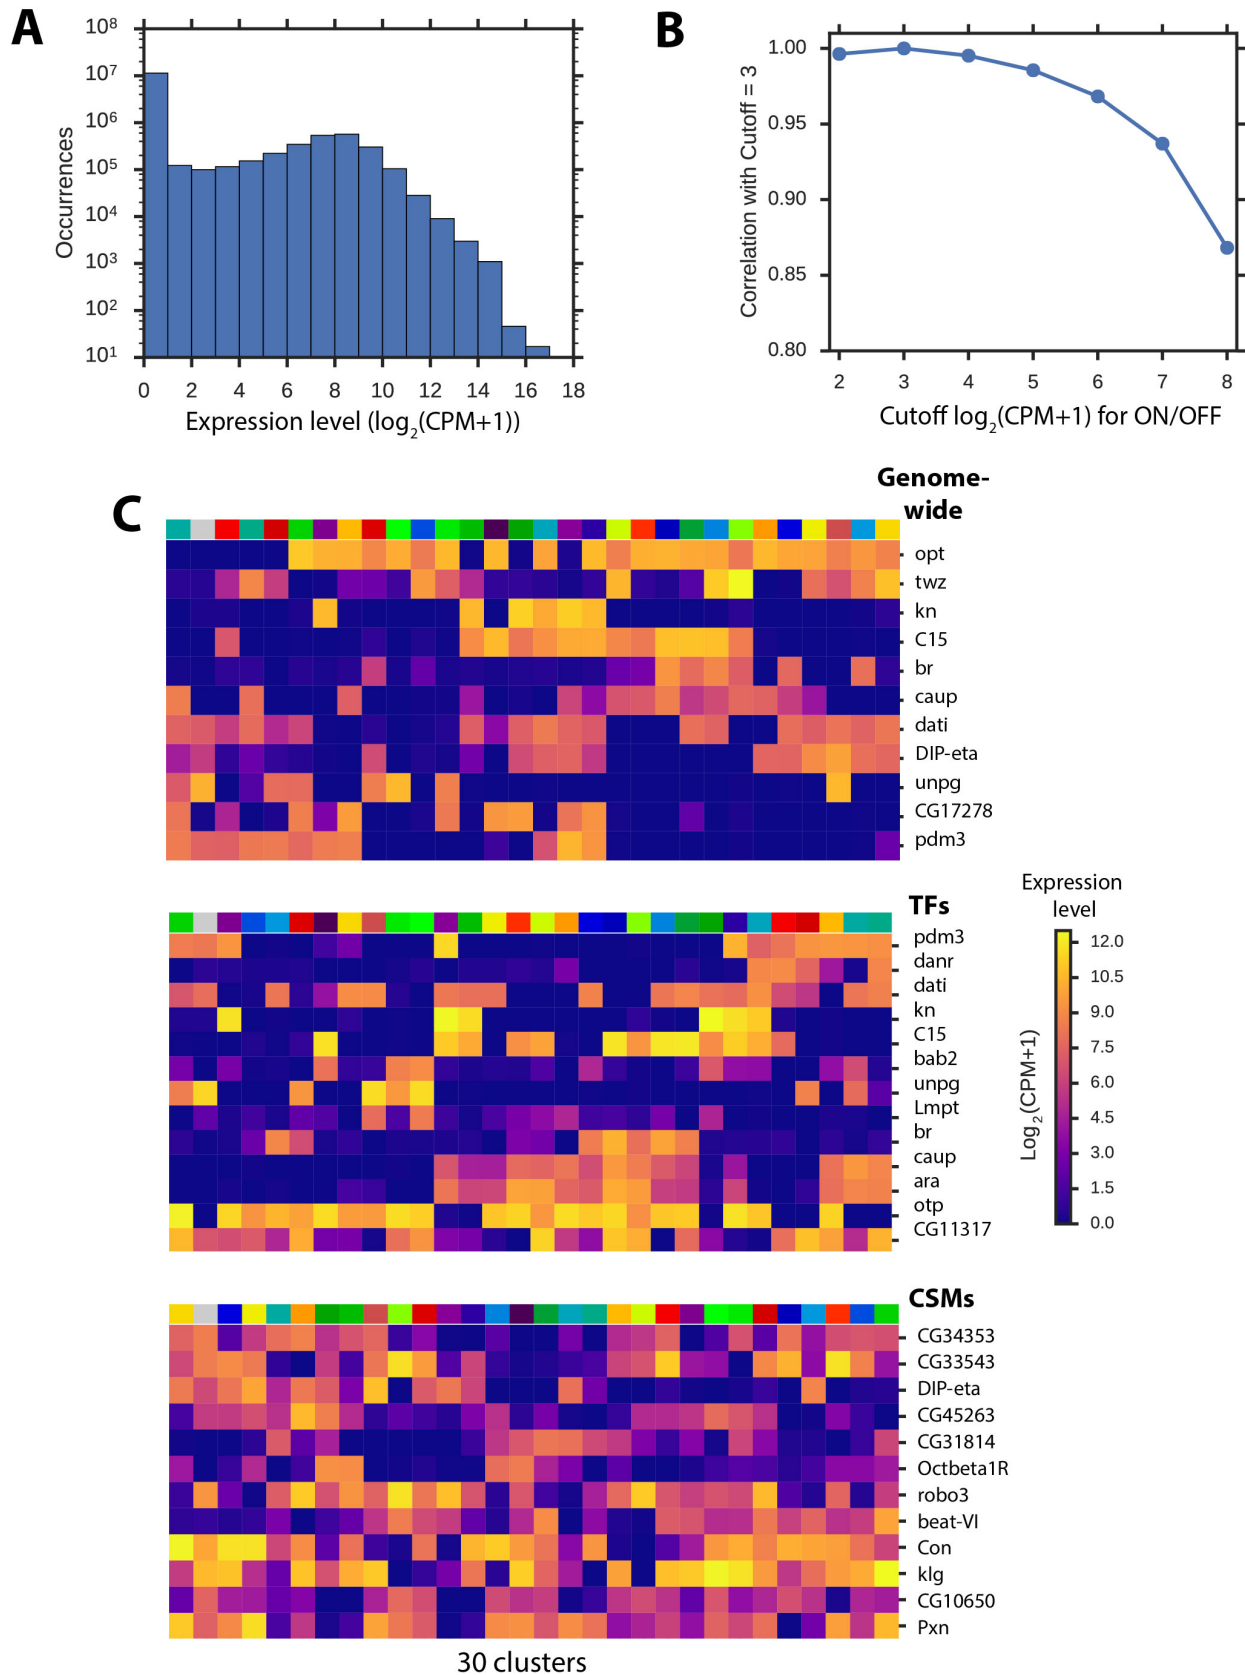 A
10⁸
10⁷
10⁶
10⁵
10⁴
10³
10²
10¹
Occurrences
0 2 4 6 8 10 12 14 16 18
Expression level (log₂(CPM+1))
B
1.00
0.95
0.90
0.85
0.80
Correlation with Cutoff = 3
2 3 4 5 6 7 8
Cutoff log₂(CPM+1) for ON/OFF
C
Genome-
wide
opt
twz
kn
C15
br
caup
dati
DIP-eta
unpg
CG17278
pdm3
TFs
pdm3
danr
dati
kn
C15
bab2
unpg
Lmpt
br
caup
ara
otp
CG11317
Expression
level
12.0
10.5
9.0
7.5
6.0
4.5
3.0
1.5
0.0
Log₂(CPM+1)
CSMs
CG34353
CG33543
DIP-eta
CG45263
CG31814
Octbeta1R
robo3
beat-VI
Con
klg
CG10650
Pxn
30 clusters